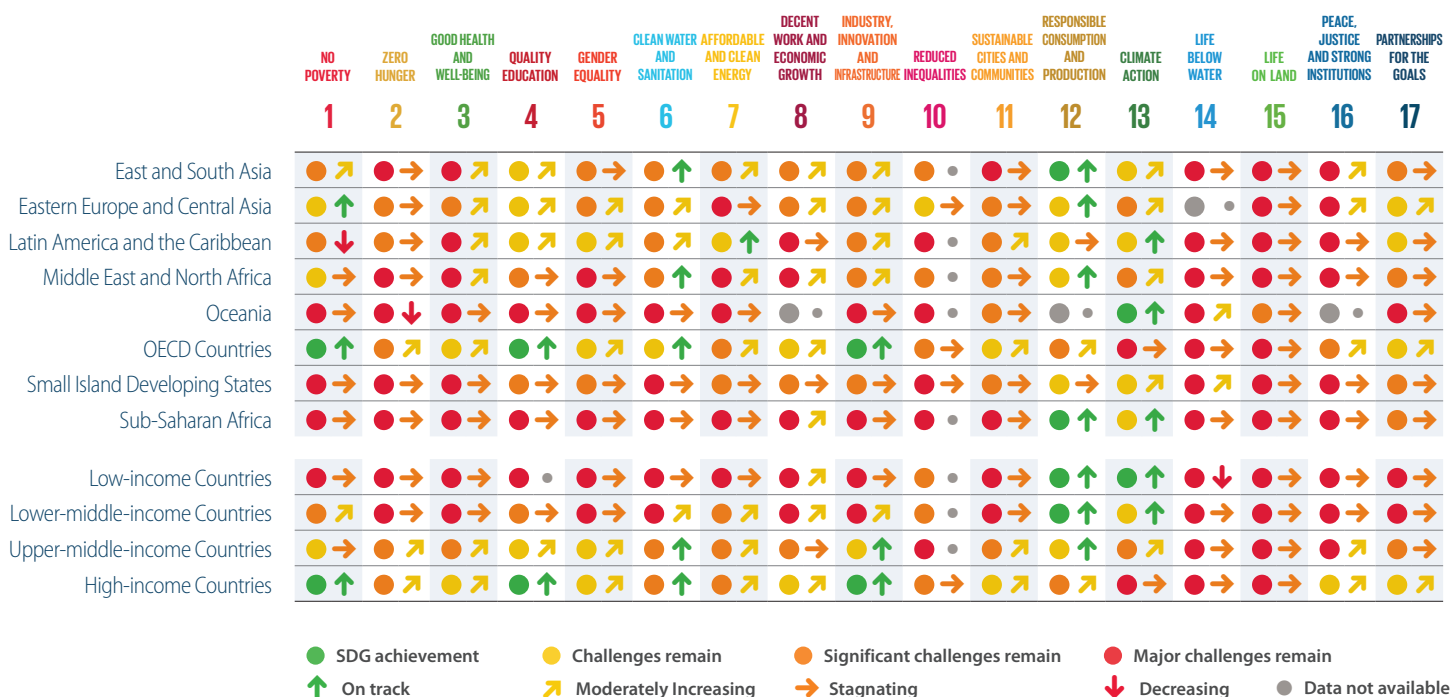 NO POVERTY
ZERO HUNGER
GOOD HEALTH AND WELL-BEING
QUALITY EDUCATION
GENDER EQUALITY
CLEAN WATER AND SANITATION
AFFORDABLE AND CLEAN ENERGY
DECENT WORK AND ECONOMIC GROWTH
INDUSTRY, INNOVATION AND INFRASTRUCTURE
REDUCED INEQUALITIES
SUSTAINABLE CITIES AND COMMUNITIES
RESPONSIBLE CONSUMPTION AND PRODUCTION
CLIMATE ACTION
LIFE BELOW WATER
LIFE ON LAND
PEACE, JUSTICE AND STRONG INSTITUTIONS
PARTNERSHIPS FOR THE GOALS
1 2 3 4 5 6 7 8 9 10 11 12 13 14 15 16 17
East and South Asia
Eastern Europe and Central Asia
Latin America and the Caribbean
Middle East and North Africa
Oceania
OECD Countries
Small Island Developing States
Sub-Saharan Africa
Low-income Countries
Lower-middle-income Countries
Upper-middle-income Countries
High-income Countries
SDG achievement Challenges remain Significant challenges remain Major challenges remain
On track Moderately Increasing Stagnating Decreasing Data not available